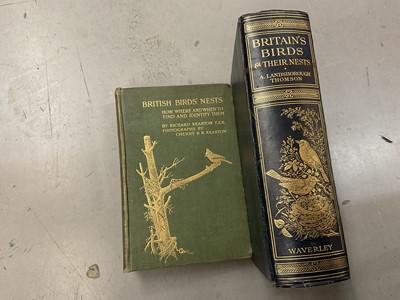 BRITISH BIRDS' NESTS
HOW WHERE AND WHEN TO
FIND AND IDENTIFY THEM
BY RICHARD KEARTON F.Z.S.
PHOTOGRAPHS BY
CHERRY & R. KEARTON
BRITAIN'S
BIRDS
& THEIR NESTS
A. LANDSBOROUGH
THOMSON
WAVERLEY